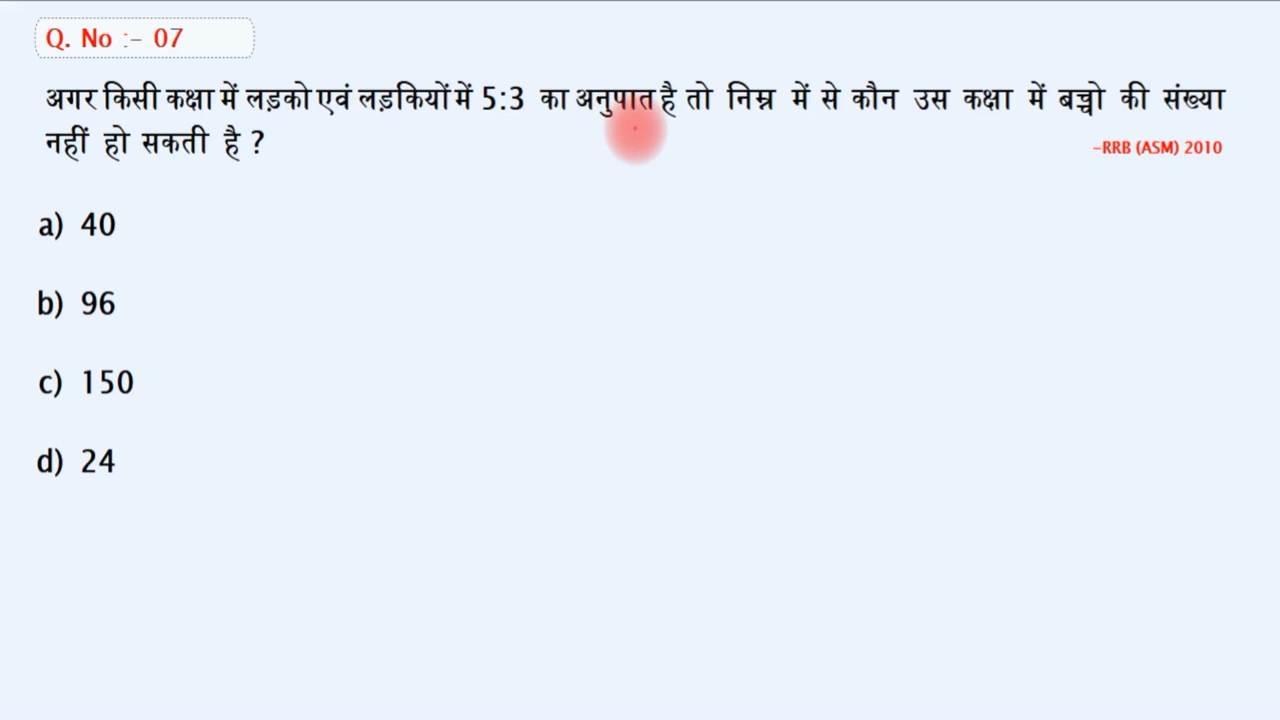 Q. No :- 07
अगर किसी कक्षा में लड़को एवं लड़कियों में 5:3 का अनुपात है तो निम्न में से कौन उस कक्षा में बच्चो की संख्या
नहीं हो सकती है ?
-RRB (ASM) 2010
a) 40
b) 96
c) 150
d) 24